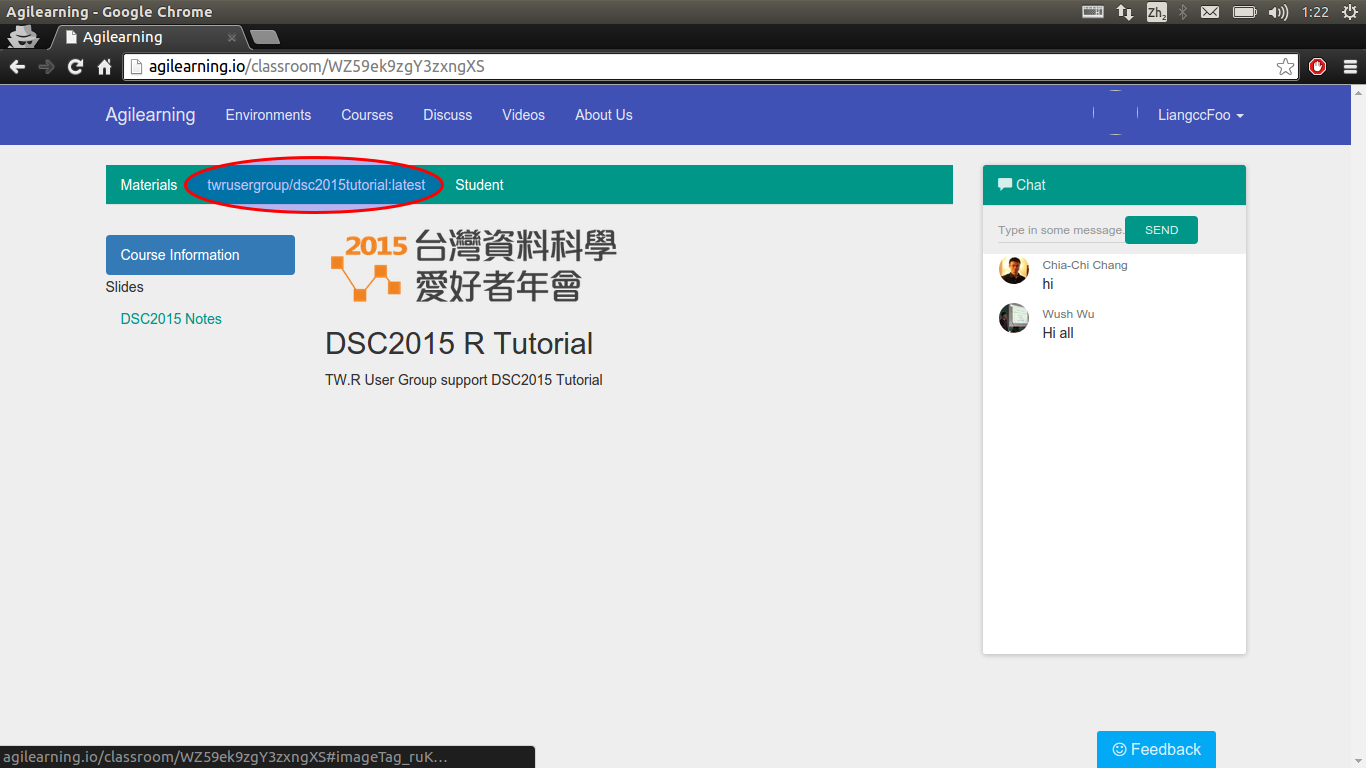 Agilearning - Google Chrome
Zh2
1:22
Agilearning
agilearning.io/classroom/WZ59ek9zgY3zxngXS
Agilearning Environments Courses Discuss Videos About Us LiangccFoo
Materials twrusergroup/dsc2015tutorial:latest Student
Chat
Type in some message. SEND
Course Information
Slides
DSC2015 Notes
2015 台灣資料科學
愛好者年會
DSC2015 R Tutorial
TW.R User Group support DSC2015 Tutorial
Chia-Chi Chang
hi
Wush Wu
Hi all
Feedback
agilearning.io/classroom/WZ59ek9zgY3zxngXS#imageTag_ruK...